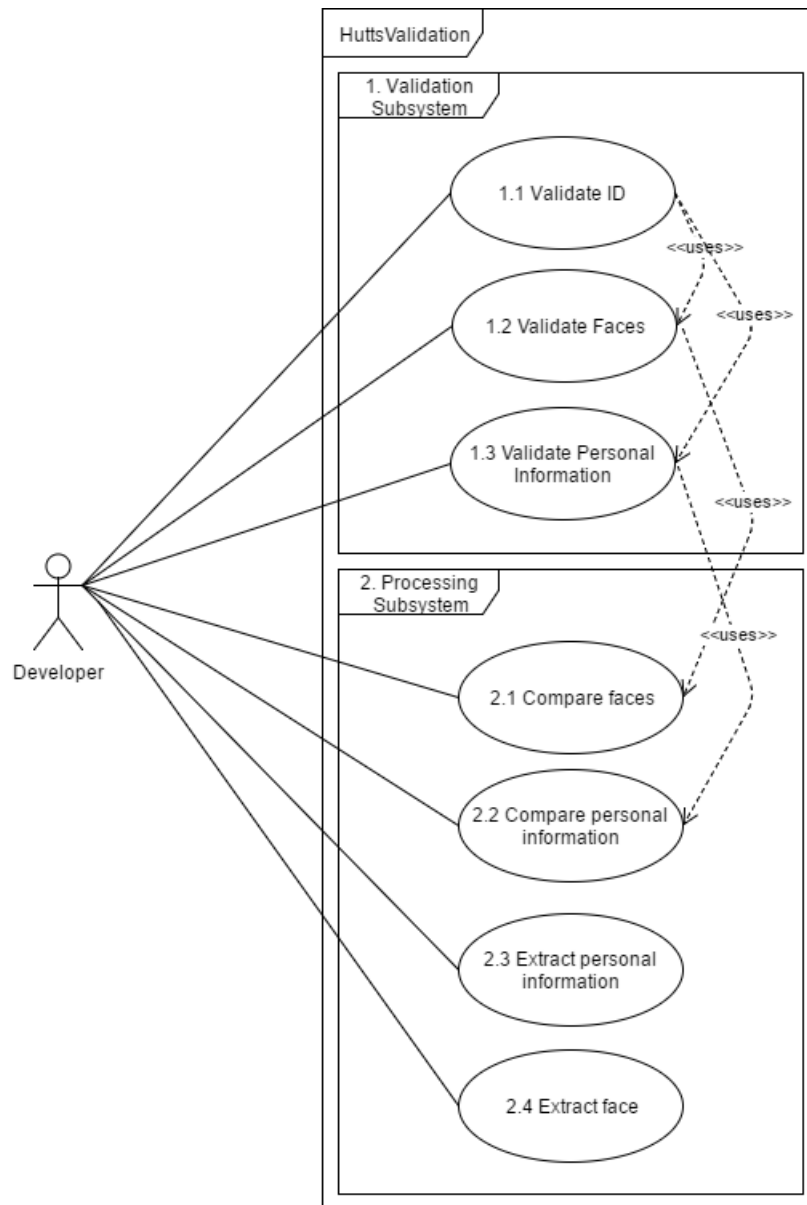 HuttsValidation
1. Validation
Subsystem
1.1 Validate ID
<<uses>>
1.2 Validate Faces
<<uses>>
1.3 Validate Personal
Information
<<uses>>
2. Processing
Subsystem
<<uses>>
Developer
2.1 Compare faces
2.2 Compare personal
information
2.3 Extract personal
information
2.4 Extract face